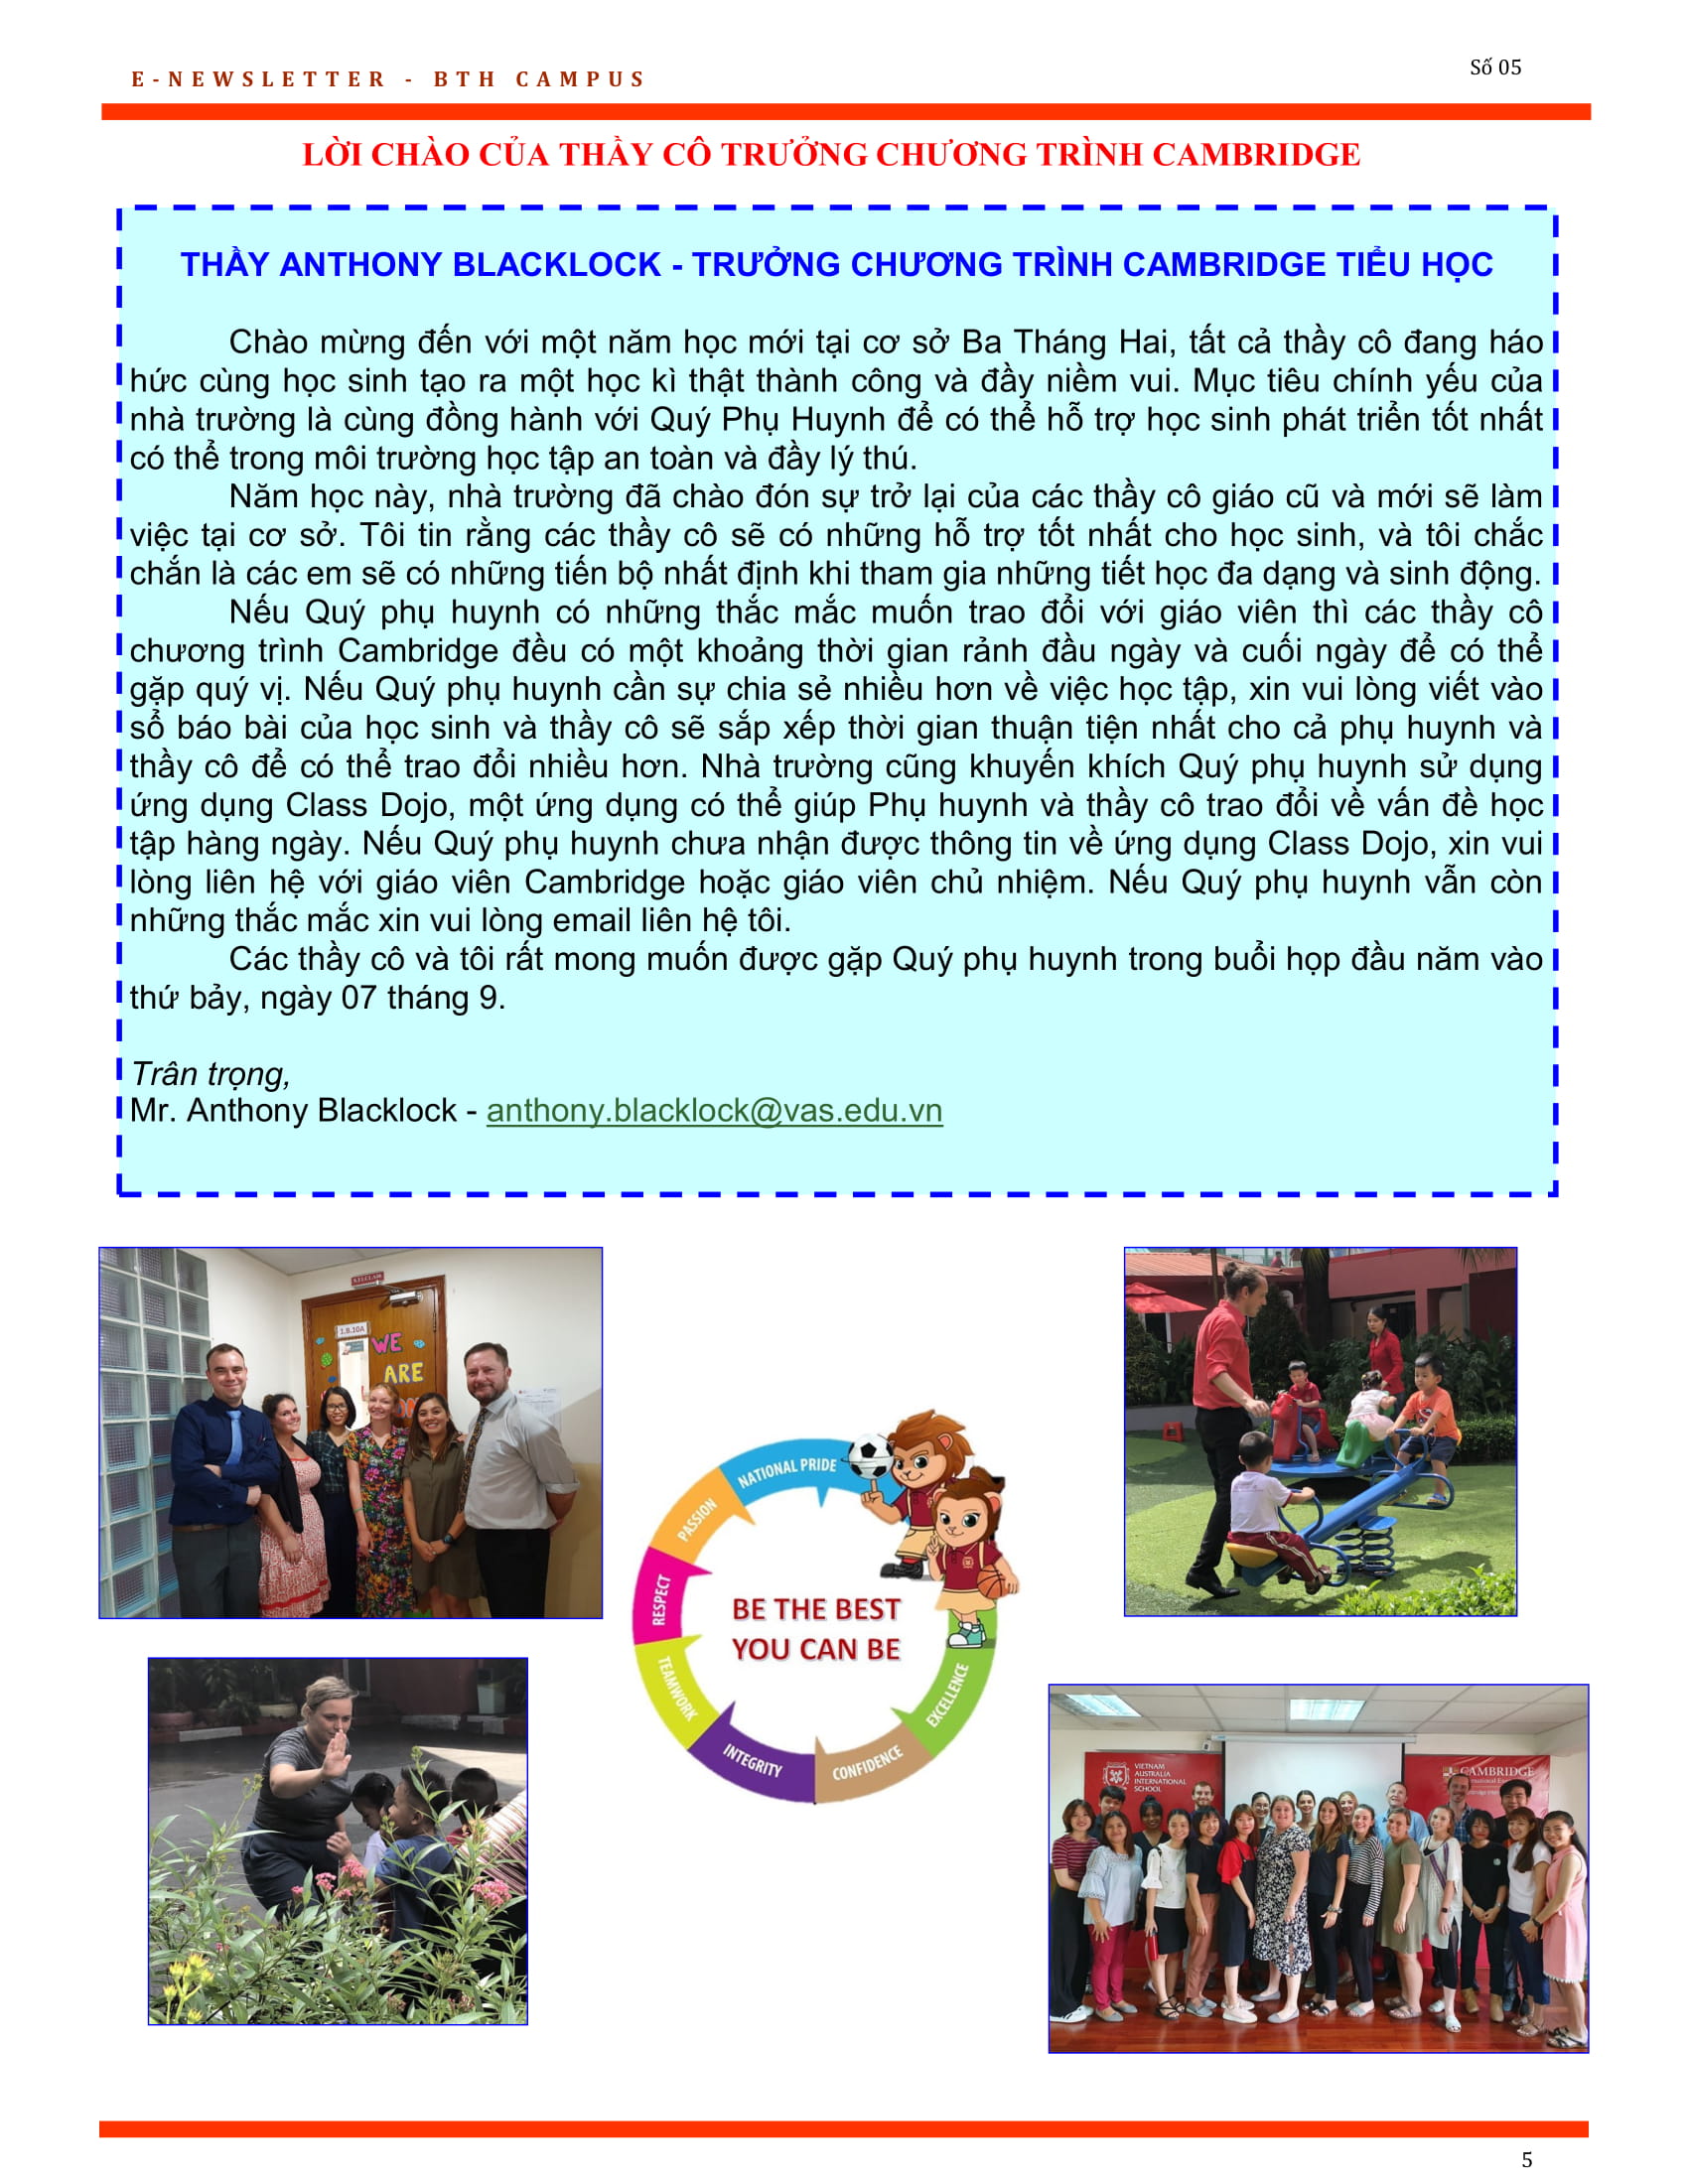 E-NEWSLETTER - BTH CAMPUS
Số 05
LỜI CHÀO CỦA THẦY CÔ TRƯỞNG CHƯƠNG TRÌNH CAMBRIDGE
THẦY ANTHONY BLACKLOCK - TRƯỞNG CHƯƠNG TRÌNH CAMBRIDGE TIỂU HỌC
Chào mừng đến với một năm học mới tại cơ sở Ba Tháng Hai, tất cả thầy cô đang háo
hức cùng học sinh tạo ra một học kì thật thành công và đầy niềm vui. Mục tiêu chính yếu của
nhà trường là cùng đồng hành với Quý Phụ Huynh để có thể hỗ trợ học sinh phát triển tốt nhất
có thể trong môi trường học tập an toàn và đầy lý thú.
Năm học này, nhà trường đã chào đón sự trở lại của các thầy cô giáo cũ và mới sẽ làm
việc tại cơ sở. Tôi tin rằng các thầy cô sẽ có những hỗ trợ tốt nhất cho học sinh, và tôi chắc
chắn là các em sẽ có những tiến bộ nhất định khi tham gia những tiết học đa dạng và sinh động.
Nếu Quý phụ huynh có những thắc mắc muốn trao đổi với giáo viên thì các thầy cô
chương trình Cambridge đều có một khoảng thời gian rảnh đầu ngày và cuối ngày để có thể
gặp quý vị. Nếu Quý phụ huynh cần sự chia sẻ nhiều hơn về việc học tập, xin vui lòng viết vào
sổ báo bài của học sinh và thầy cô sẽ sắp xếp thời gian thuận tiện nhất cho cả phụ huynh và
thầy cô để có thể trao đổi nhiều hơn. Nhà trường cũng khuyến khích Quý phụ huynh sử dụng
ứng dụng Class Dojo, một ứng dụng có thể giúp Phụ huynh và thầy cô trao đổi về vấn đề học
tập hàng ngày. Nếu Quý phụ huynh chưa nhận được thông tin về ứng dụng Class Dojo, xin vui
lòng liên hệ với giáo viên Cambridge hoặc giáo viên chủ nhiệm. Nếu Quý phụ huynh vẫn còn
những thắc mắc xin vui lòng email liên hệ tôi.
Các thầy cô và tôi rất mong muốn được gặp Quý phụ huynh trong buổi họp đầu năm vào
thứ bảy, ngày 07 tháng 9.
Trân trọng,
Mr. Anthony Blacklock - anthony.blacklock@vas.edu.vn
1.B.10A
WE
ARE
NATIONAL PRIDE
PASSION
RESPECT
TEAMWORK
INTEGRITY
CONFIDENCE
EXCELLENCE
BE THE BEST
YOU CAN BE
VIETNAM
AUSTRALIA
INTERNATIONAL
SCHOOL
CAMBRIDGE
5